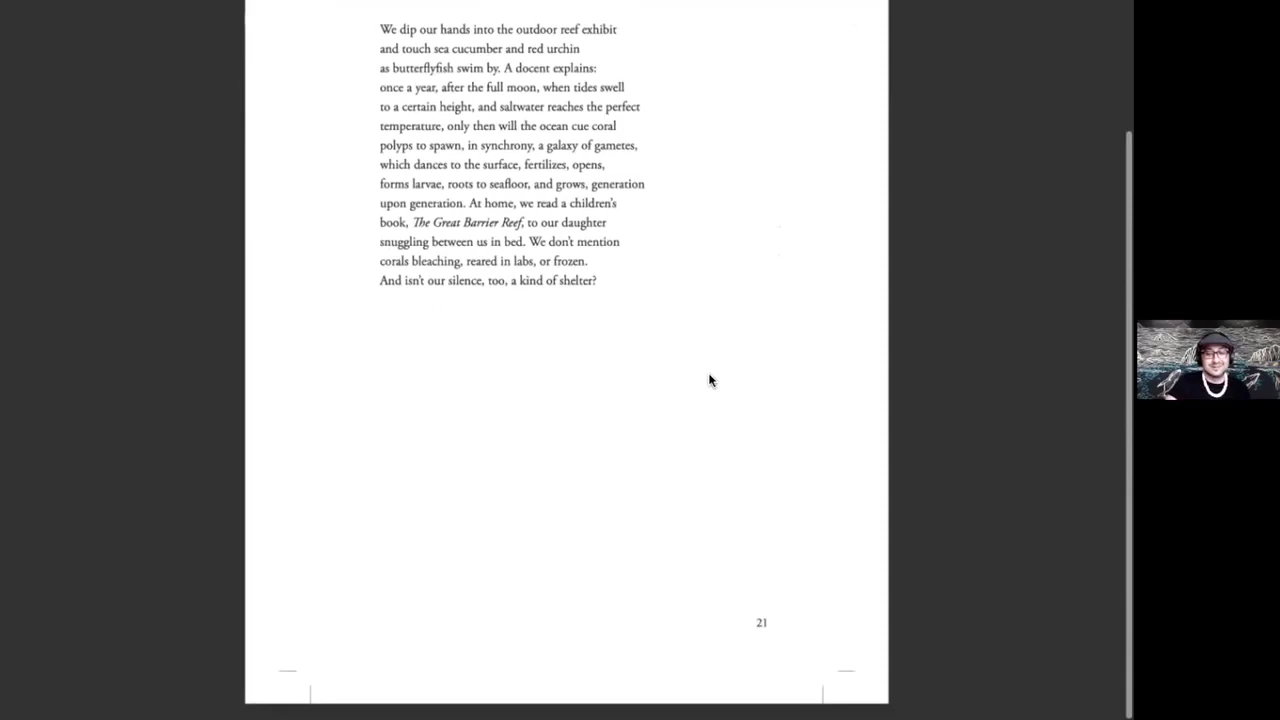 We dip our hands into the outdoor reef exhibit
and touch sea cucumber and red urchin
as butterflyfish swim by. A docent explains:
once a year, after the full moon, when tides swell
to a certain height, and saltwater reaches the perfect
temperature, only then will the ocean cue coral
polyps to spawn, in synchrony, a galaxy of gametes,
which dances to the surface, fertilizes, opens,
forms larvae, roots to seafloor, and grows, generation
upon generation. At home, we read a children’s
book, The Great Barrier Reef, to our daughter
snuggling between us in bed. We don’t mention
corals bleaching, reared in labs, or frozen.
And isn’t our silence, too, a kind of shelter?
21